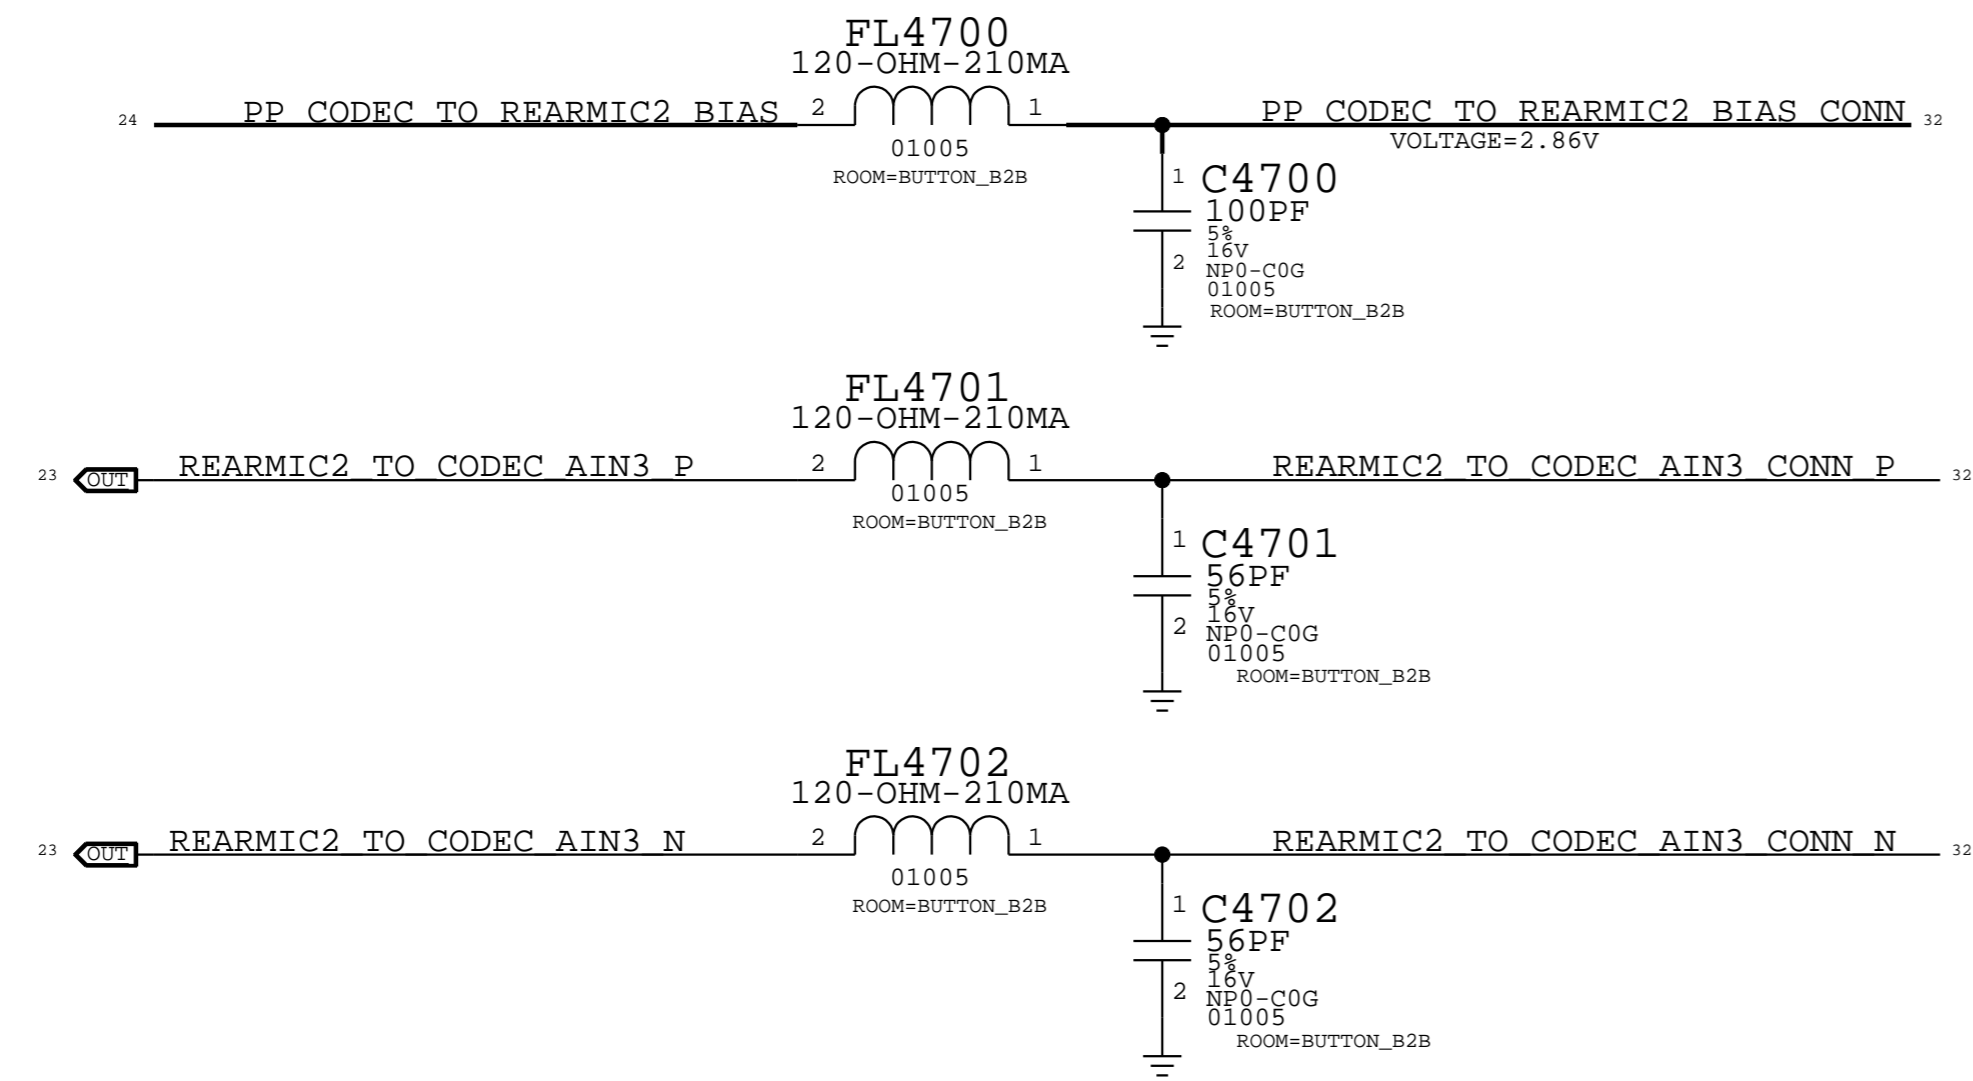 FL4700
120-OHM-210MA
24 PP_CODEC_TO_REARMIC2_BIAS 2 1 PP_CODEC_TO_REARMIC2_BIAS_CONN 32
VOLTAGE=2.86V
01005
ROOM=BUTTON_B2B
1 C4700
100PF
5%
16V
2 NP0-C0G
01005
ROOM=BUTTON_B2B
FL4701
120-OHM-210MA
23 OUT REARMIC2_TO_CODEC_AIN3_P 2 1 REARMIC2_TO_CODEC_AIN3_CONN_P 32
01005
ROOM=BUTTON_B2B
1 C4701
56PF
5%
16V
2 NP0-C0G
01005
ROOM=BUTTON_B2B
FL4702
120-OHM-210MA
23 OUT REARMIC2_TO_CODEC_AIN3_N 2 1 REARMIC2_TO_CODEC_AIN3_CONN_N 32
01005
ROOM=BUTTON_B2B
1 C4702
56PF
5%
16V
2 NP0-C0G
01005
ROOM=BUTTON_B2B